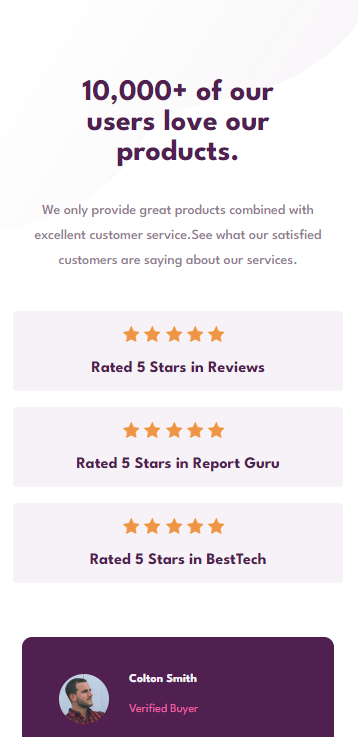 10,000+ of our
users love our
products.
We only provide great products combined with
excellent customer service.See what our satisfied
customers are saying about our services.
Rated 5 Stars in Reviews
Rated 5 Stars in Report Guru
Rated 5 Stars in BestTech
Colton Smith
Verified Buyer